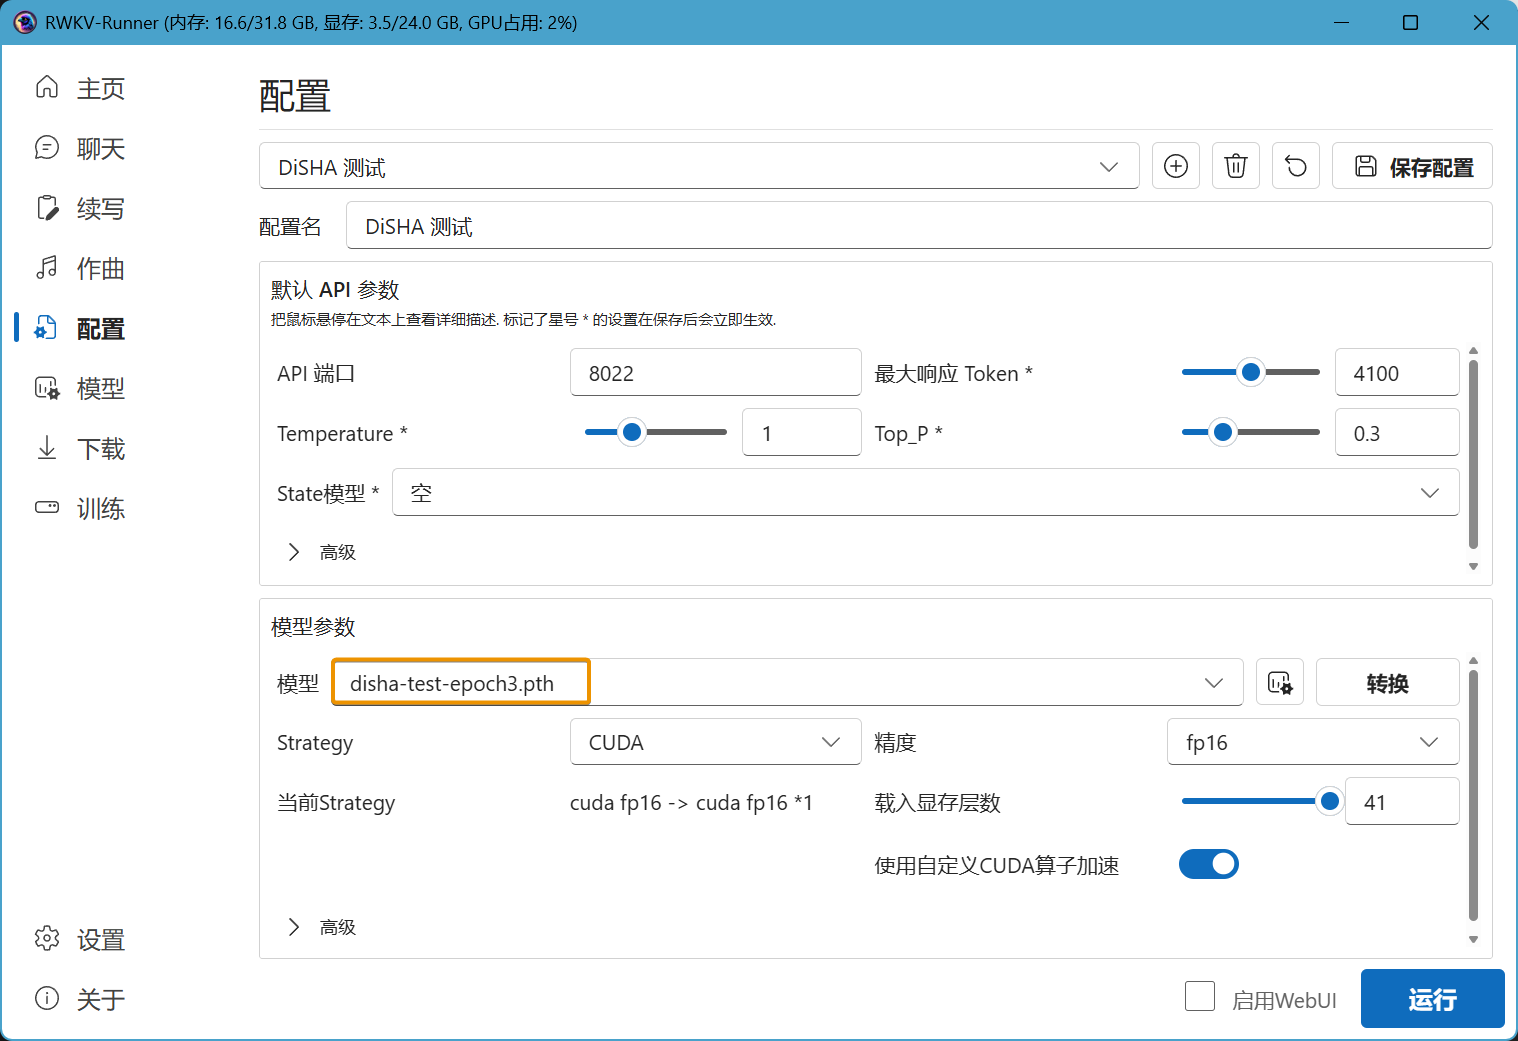 RWKV-Runner (内存: 16.6/31.8 GB, 显存: 3.5/24.0 GB, GPU占用: 2%)
主页
聊天
续写
作曲
配置
模型
下载
训练
设置
关于
配置
DiSHA 测试
保存配置
配置名 DiSHA 测试
默认 API 参数
把鼠标悬停在文本上查看详细描述. 标记了星号 * 的设置在保存后会立即生效.
API 端口 8022 最大响应 Token * 4100
Temperature * 1 Top_P * 0.3
State模型 * 空
高级
模型参数
模型 disha-test-epoch3.pth 转换
Strategy CUDA 精度 fp16
当前Strategy cuda fp16 -> cuda fp16 *1 载入显存层数 41
使用自定义CUDA算子加速
高级
启用WebUI 运行